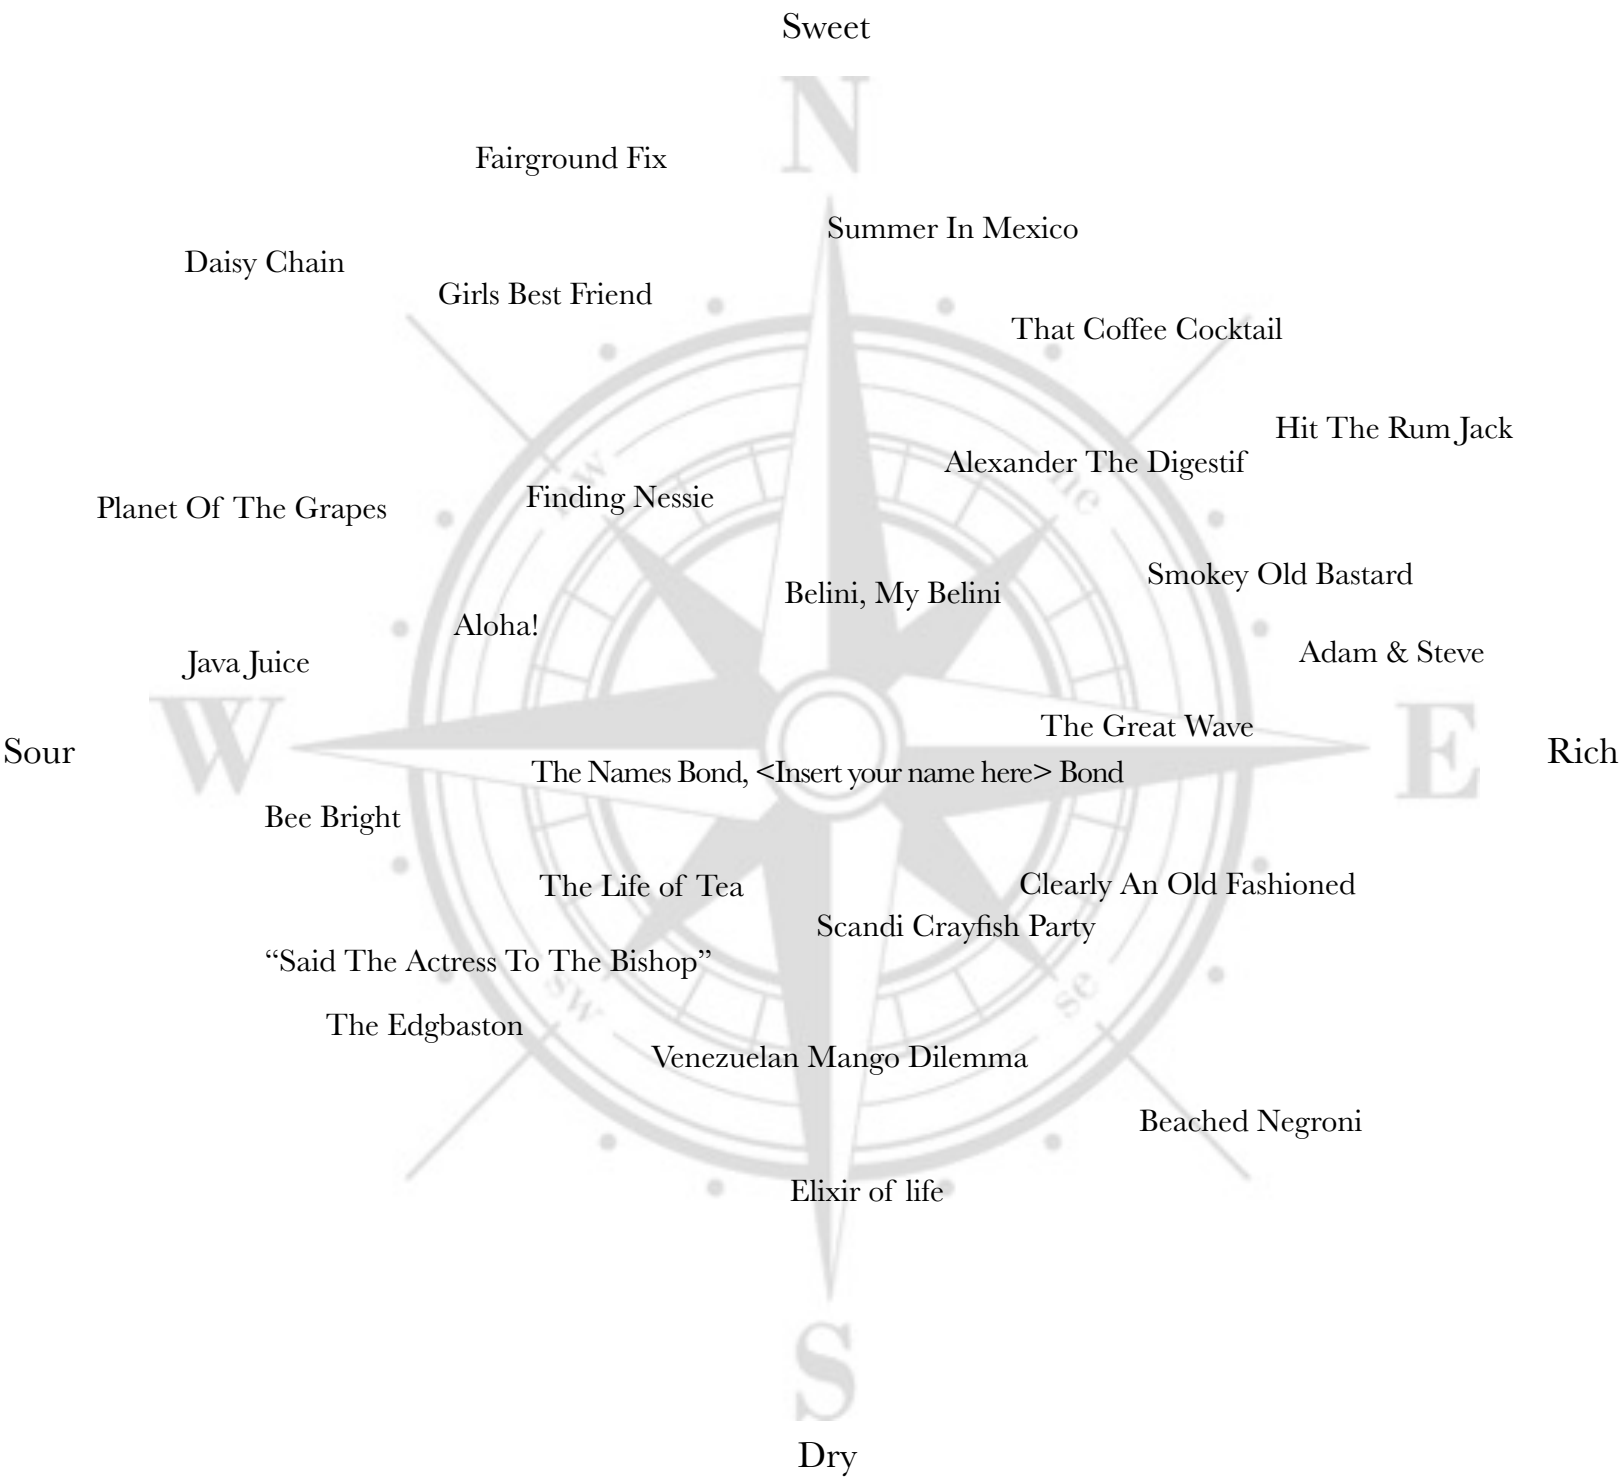 Sweet
N
Fairground Fix
Summer In Mexico
Daisy Chain
Girls Best Friend
That Coffee Cocktail
Hit The Rum Jack
Alexander The Digestif
nw
ne
Finding Nessie
Planet Of The Grapes
Smokey Old Bastard
Belini, My Belini
Aloha!
Adam & Steve
Java Juice
The Great Wave
Sour
W
E
Rich
The Names Bond, <Insert your name here> Bond
Bee Bright
The Life of Tea
Clearly An Old Fashioned
Scandi Crayfish Party
“Said The Actress To The Bishop”
sw
se
The Edgbaston
Venezuelan Mango Dilemma
Beached Negroni
Elixir of life
S
Dry